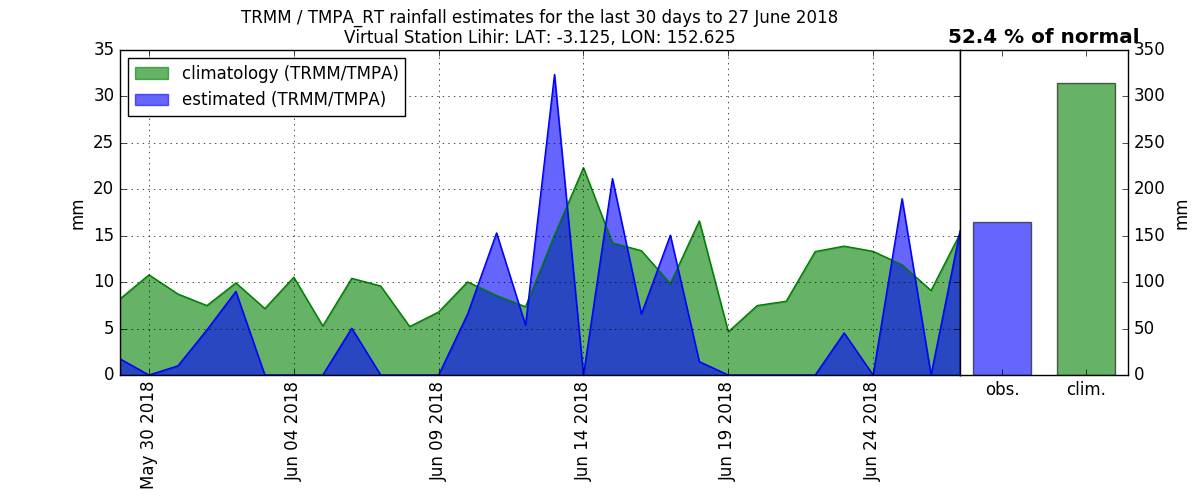 TRMM / TMPA_RT rainfall estimates for the last 30 days to 27 June 2018
Virtual Station Lihir: LAT: -3.125, LON: 152.625
52.4 % of normal
climatology (TRMM/TMPA)
estimated (TRMM/TMPA)
35
30
25
20
15
10
5
0
mm
May 30 2018
Jun 04 2018
Jun 09 2018
Jun 14 2018
Jun 19 2018
Jun 24 2018
obs.
clim.
350
300
250
200
150
100
50
0
mm